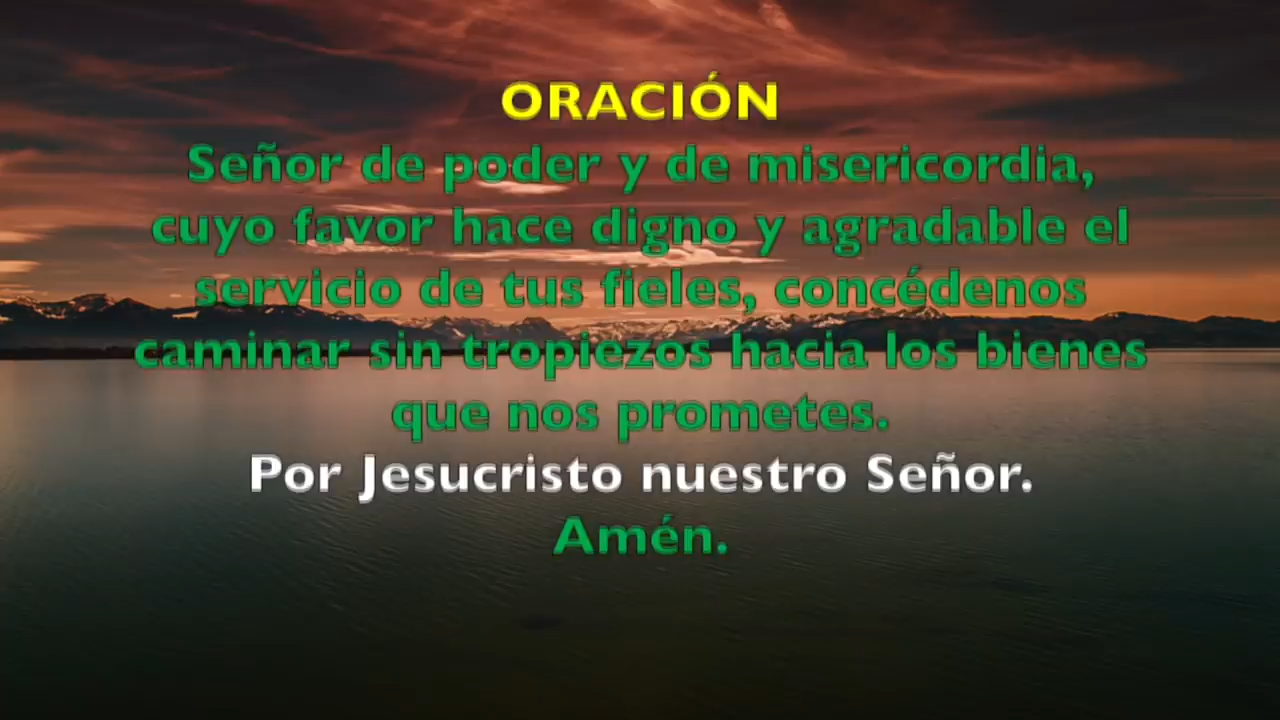 ORACIÓN
Señor de poder y de misericordia,
cuyo favor hace digno y agradable el
servicio de tus fieles, concédenos
caminar sin tropiezos hacia los bienes
que nos prometes.
Por Jesucristo nuestro Señor.
Amén.